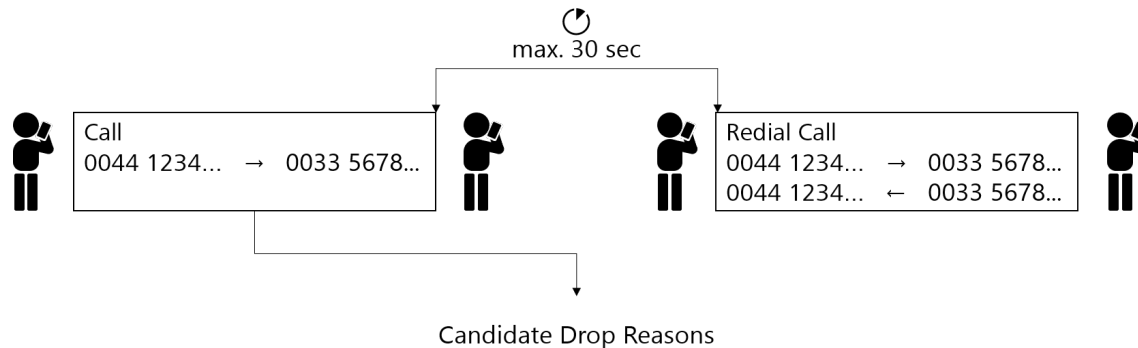 max. 30 sec
Call
0044 1234... → 0033 5678...
Redial Call
0044 1234... → 0033 5678...
0044 1234... ← 0033 5678...
Candidate Drop Reasons